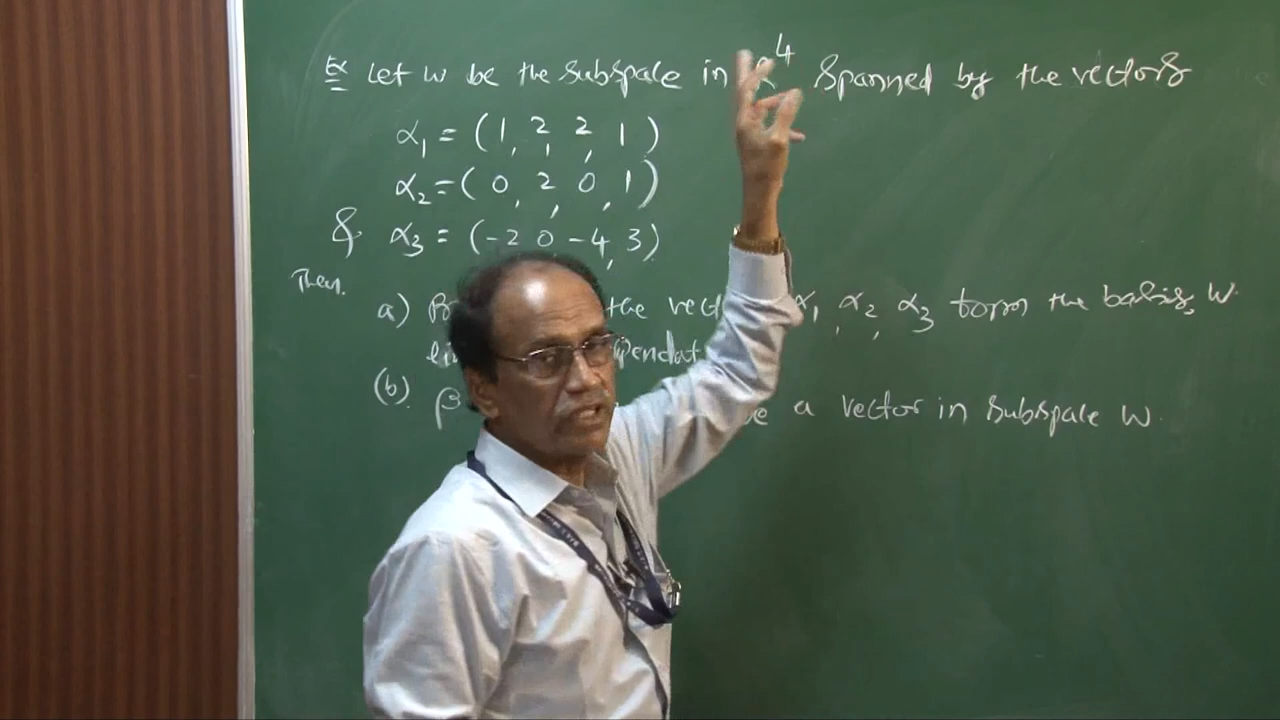 Ex Let W be the subspace in R^4 spanned by the vectors
α₁ = (1, 2, 2, 1)
α₂ = (0, 2, 0, 1)
& α₃ = (-2 0 -4, 3)
Then.
a) the α₁, α₂, α₃ form the basis, W.
(b). β a vector in subspace W.